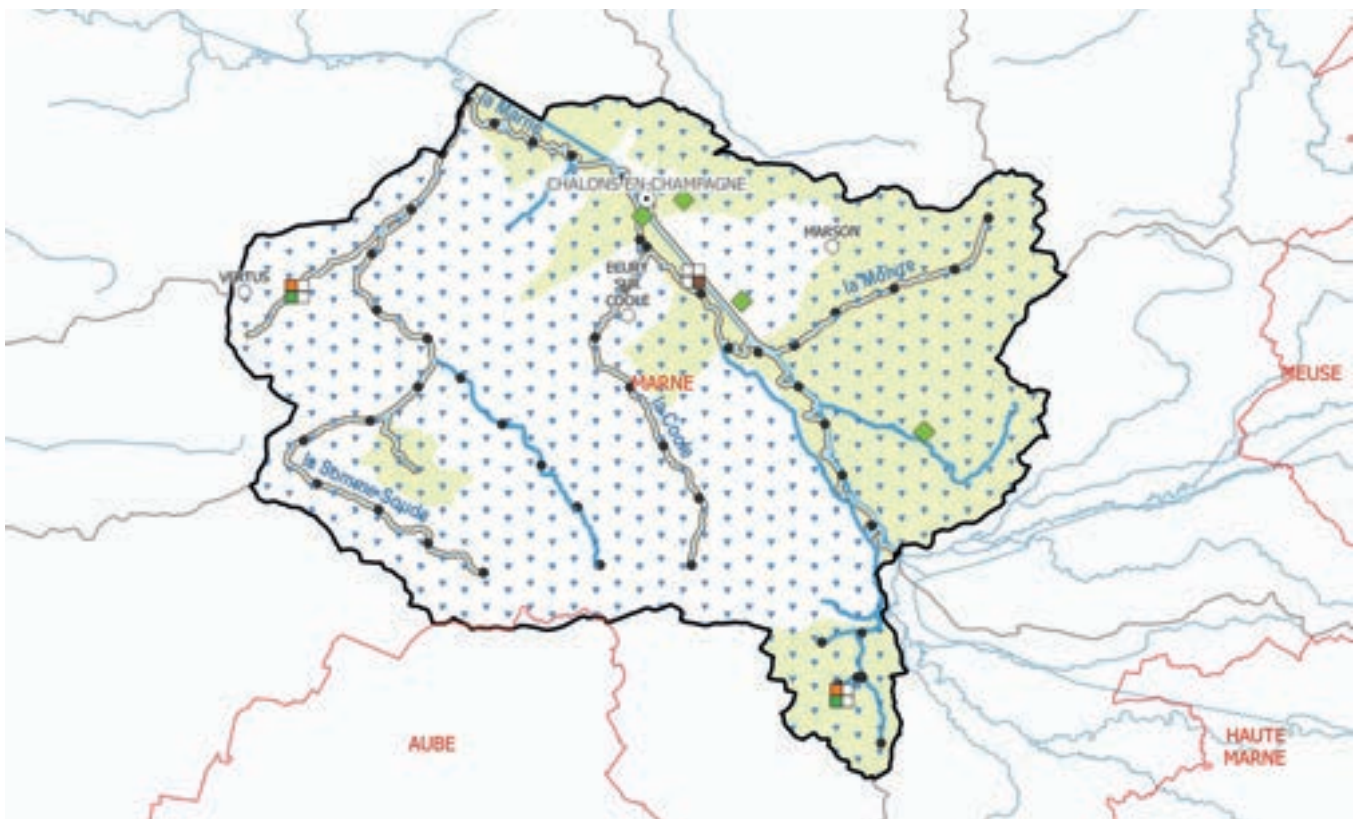 la Marne
CHALONS-EN-CHAMPAGNE
MARSON
la Moivre
VERTUS
ECURY
SUR
COOLE
MARNE
la Coole
MEUSE
la Somme-Soude
AUBE
HAUTE
MARNE